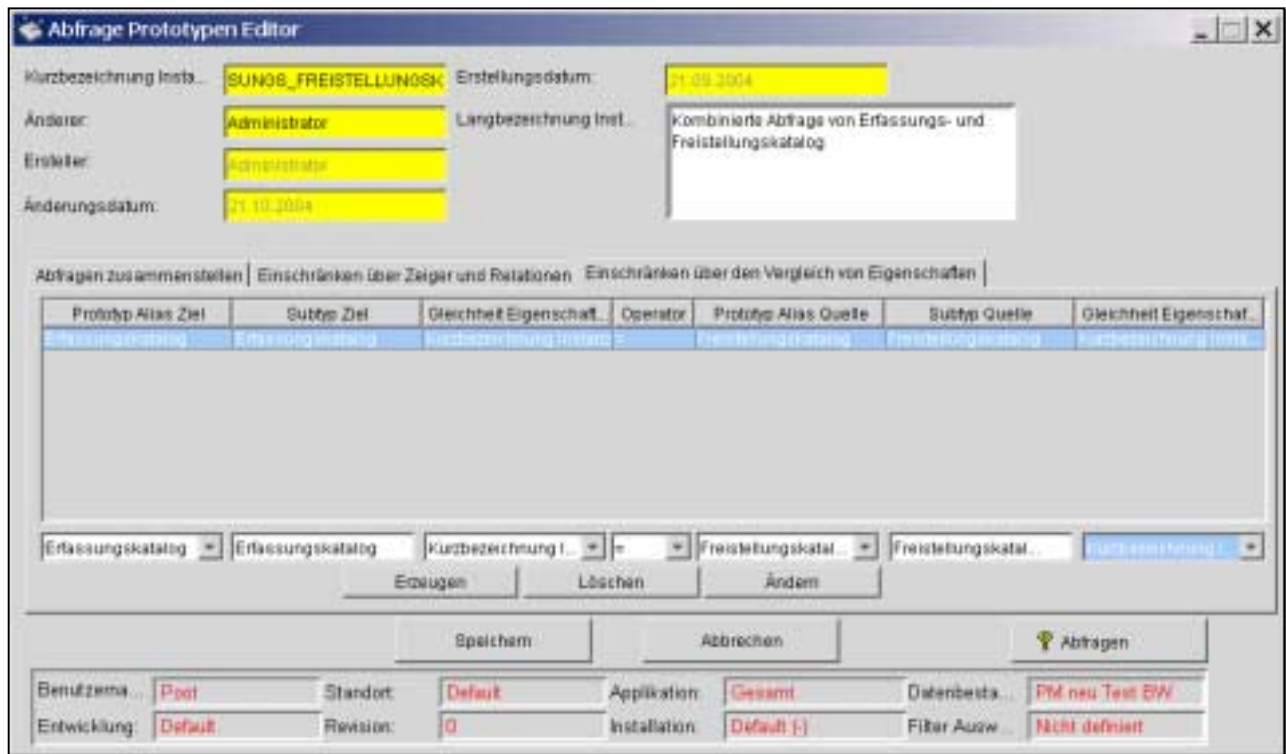 Abfrage Prototypen Editor
Kurzbezeichnung Insta... SUNGS_FREISTELLUNGSK Erstellungsdatum: 21.09.2004
Änderer: Administrator Langbezeichnung Inst... Kombinierte Abfrage von Erfassungs- und
Freistellungskatalog
Ersteller: Administrator
Änderungsdatum: 21.10.2004
Abfragen zusammenstellen Einschränken über Zeiger und Relationen Einschränken über den Vergleich von Eigenschaften
Prototyp Alias Ziel Subtyp Ziel Gleichheit Eigenschaft... Operator Prototyp Alias Quelle Subtyp Quelle Gleichheit Eigenschaf...
Erfassungskatalog Erfassungskatalog Kurzbezeichnung Instanz = Freistellungskatalog Freistellungskatalog Kurzbezeichnung Insta...
Erfassungskatalog Erfassungskatalog Kurzbezeichnung I... = Freistellungskatal... Freistellungskatal... Kurzbezeichnung I...
Erzeugen Löschen Ändern
Speichern Abbrechen Abfragen
Benutzerna... Post Standort: Default Applikation: Gesamt Datenbesta... PM neu Test BW
Entwicklung: Default Revision: 0 Installation: Default [-] Filter Ausw... Nicht definiert